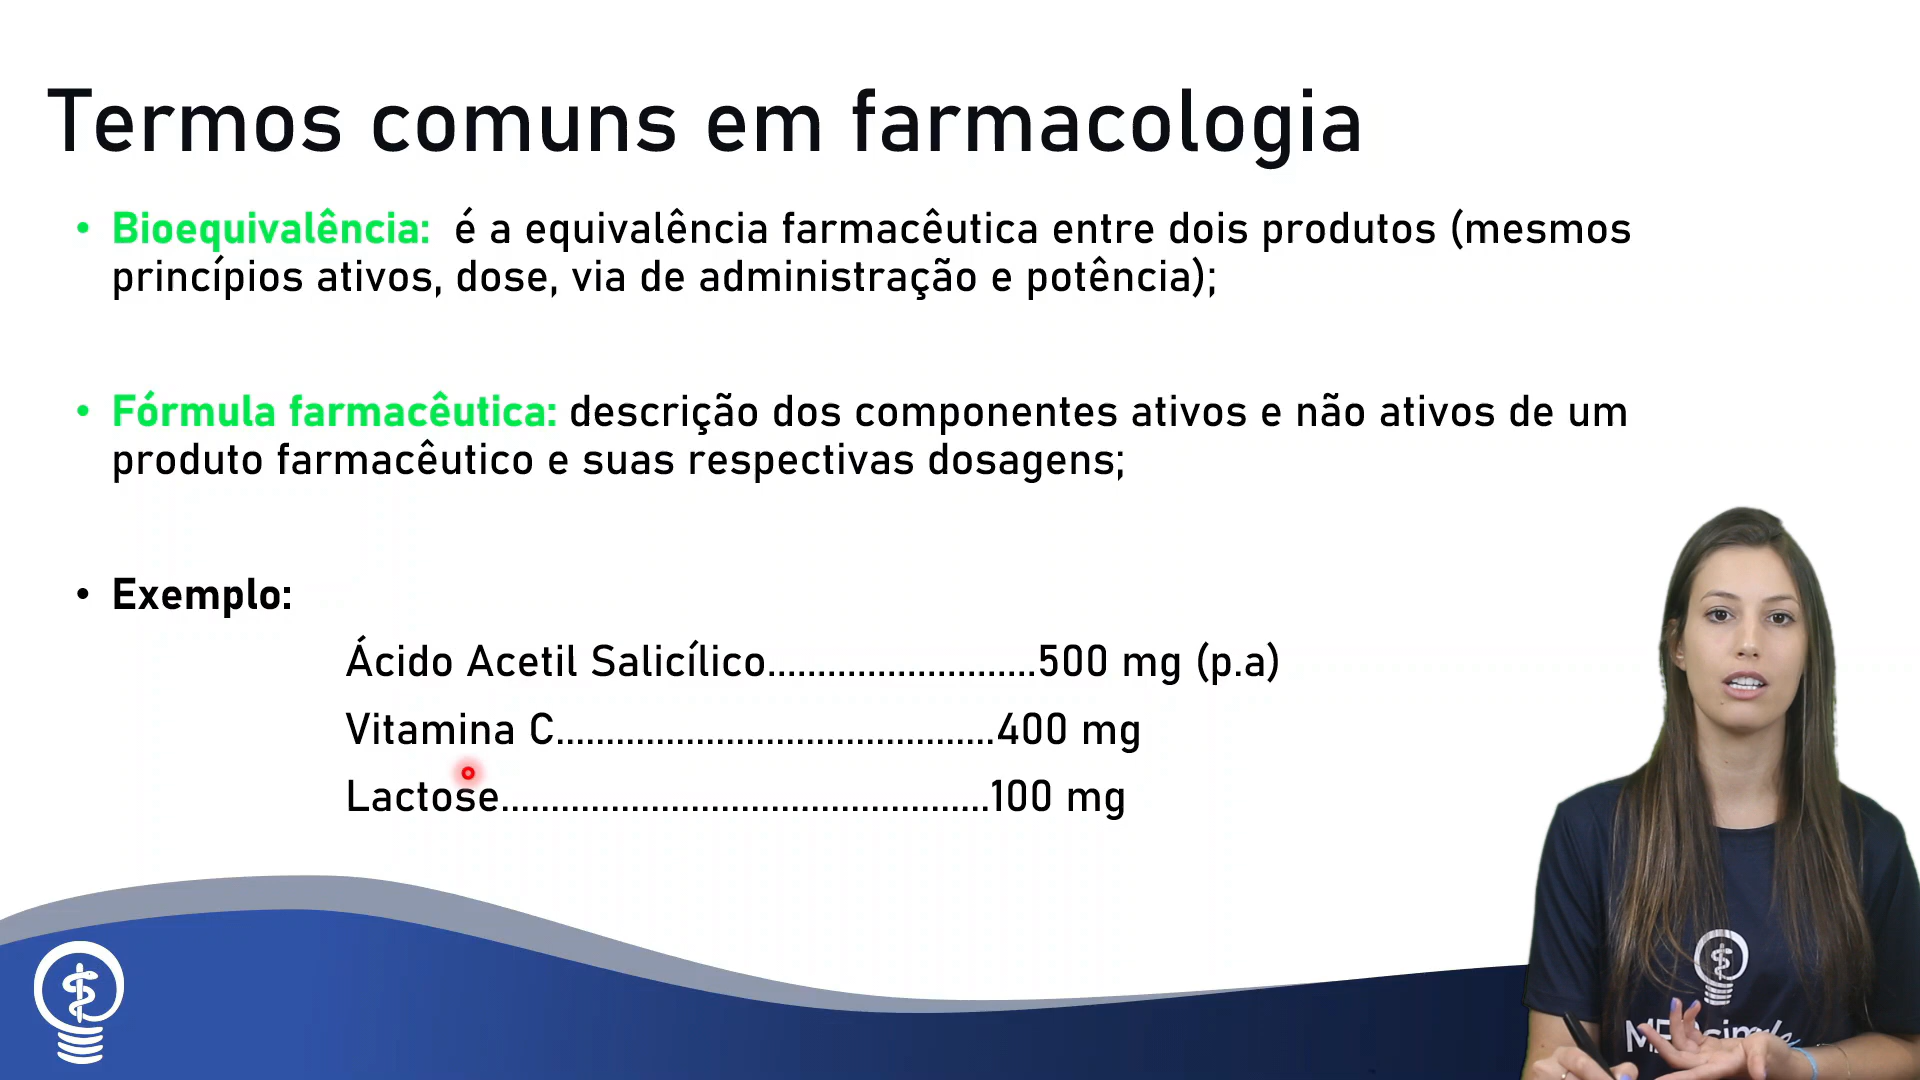 Termos comuns em farmacologia
• Bioequivalência: é a equivalência farmacêutica entre dois produtos (mesmos
princípios ativos, dose, via de administração e potência);
• Fórmula farmacêutica: descrição dos componentes ativos e não ativos de um
produto farmacêutico e suas respectivas dosagens;
• Exemplo:
Ácido Acetil Salicílico...........................500 mg (p.a)
Vitamina C............................................400 mg
Lactose.................................................100 mg